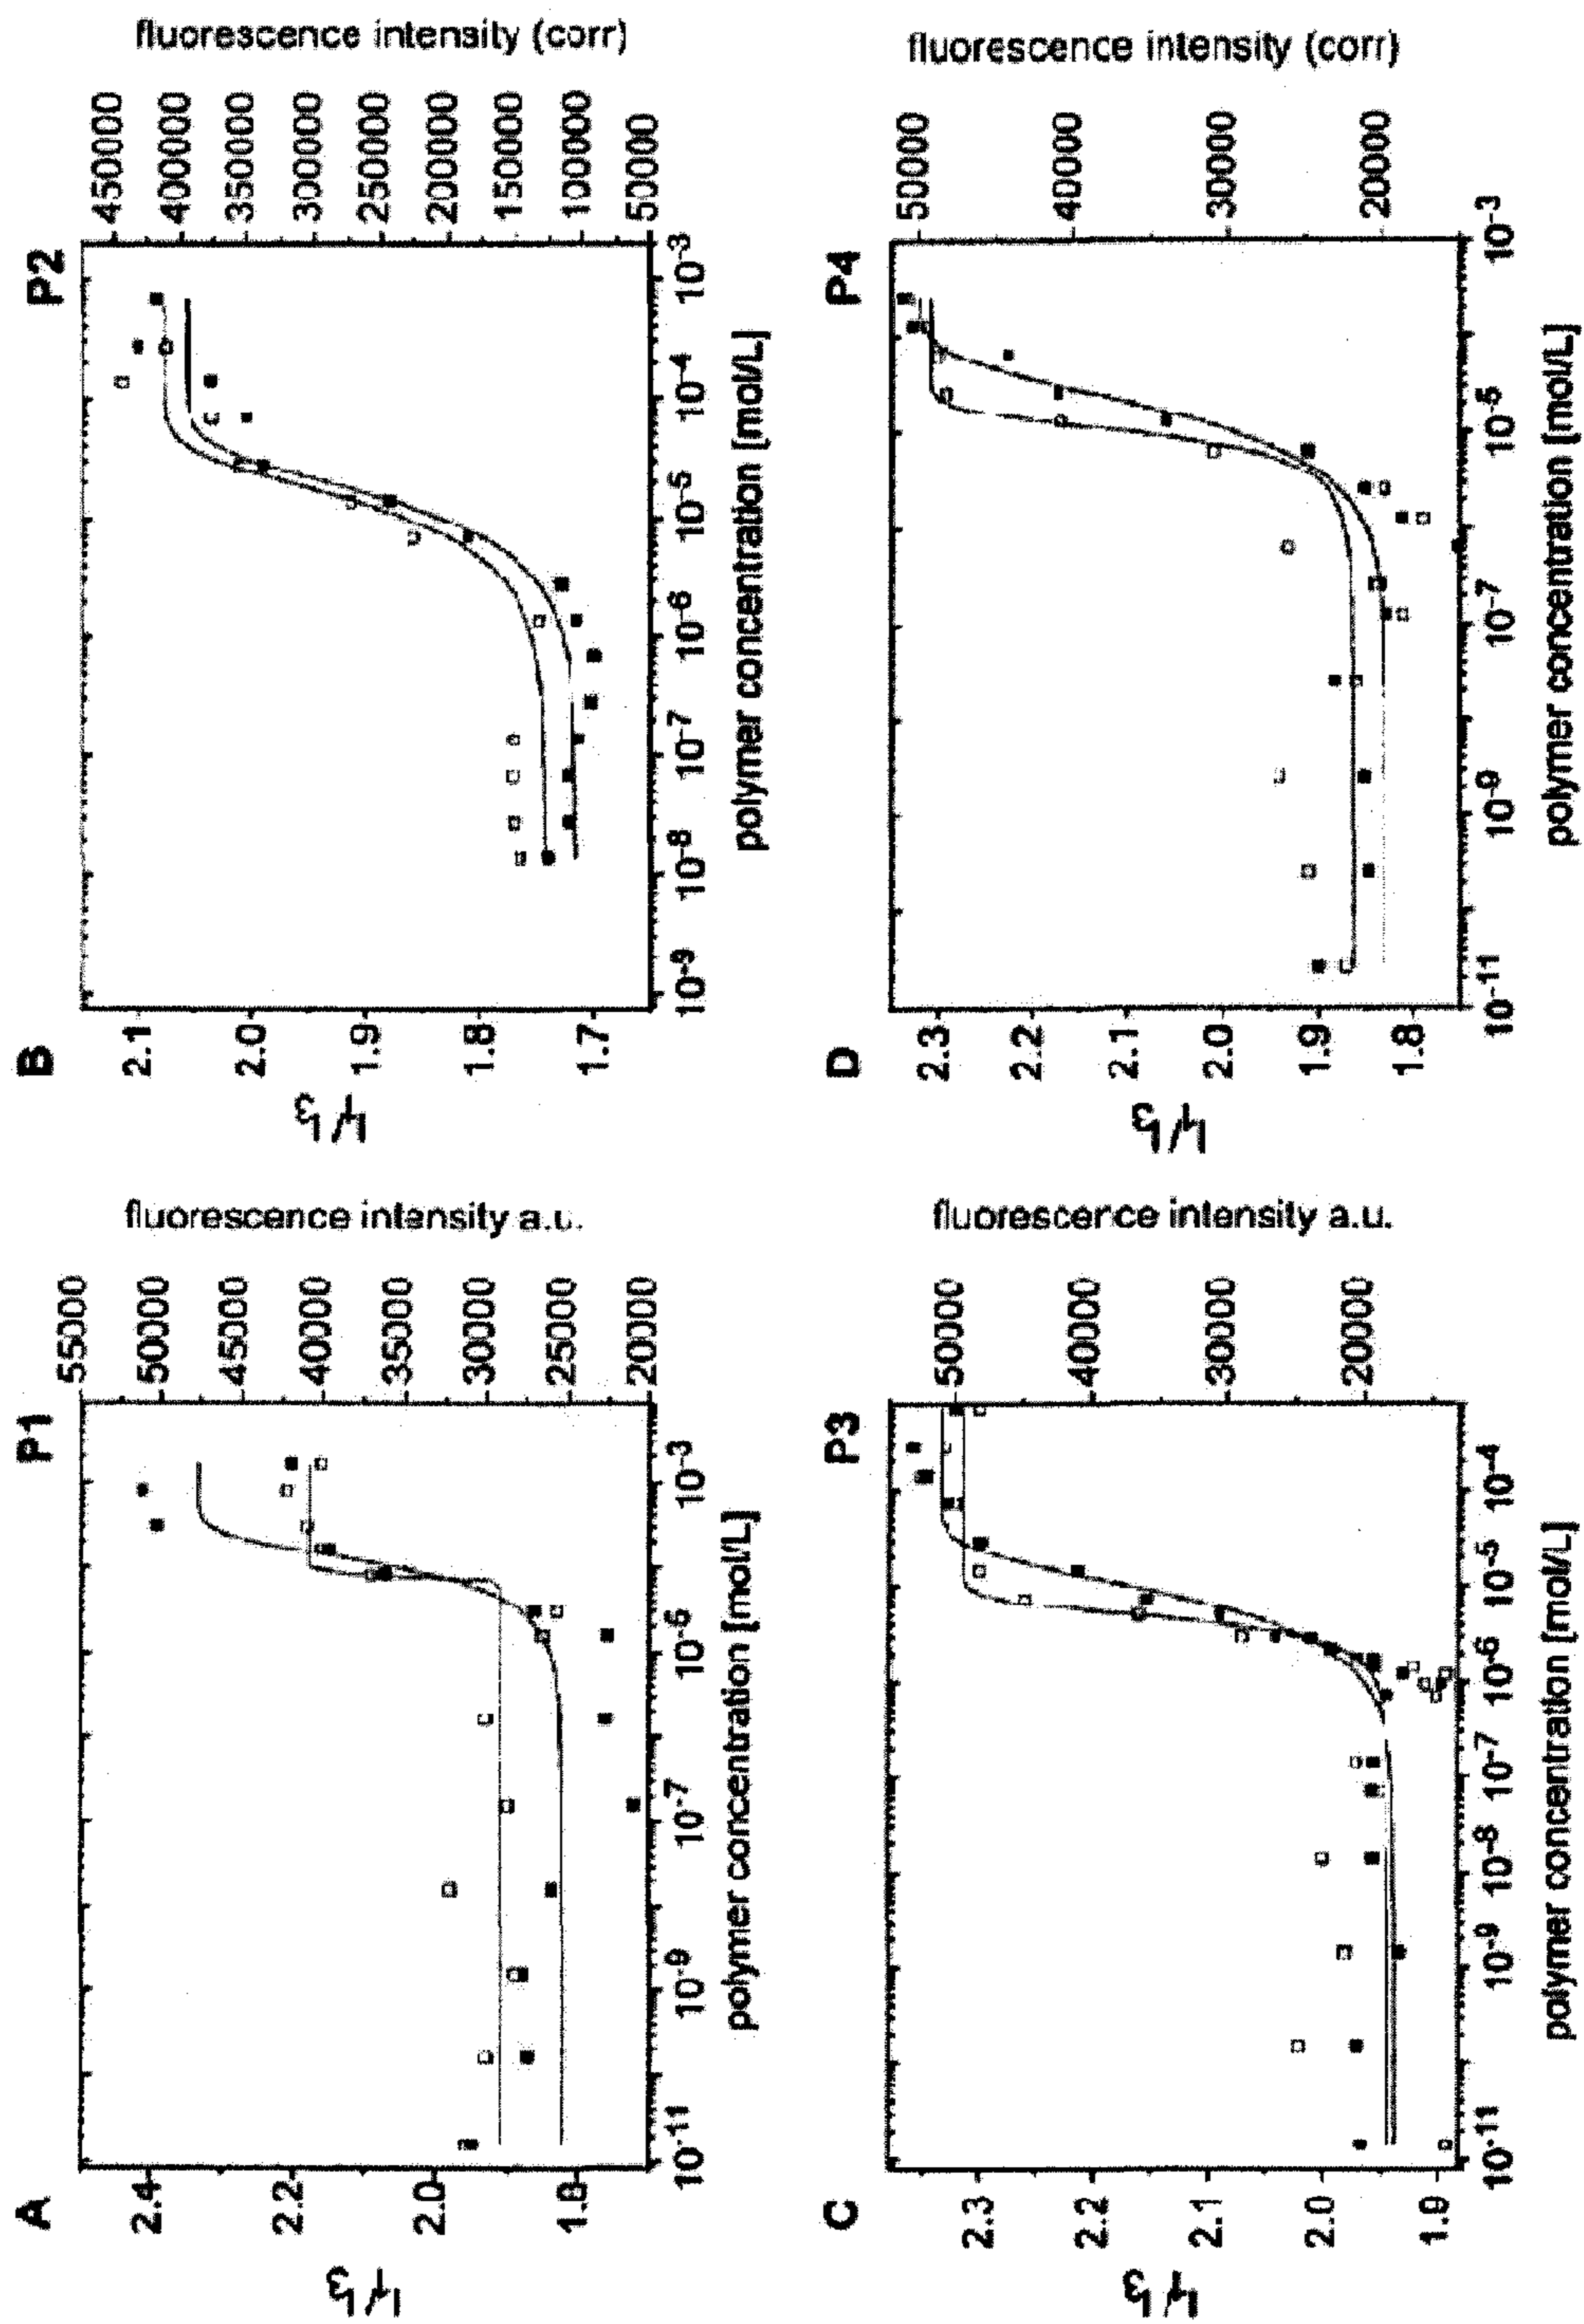 A P1
B P2
I₁/I₃
2.4
2.2
2.0
1.8
55000
50000
45000
40000
35000
30000
25000
20000
fluorescence intensity a.u.
10⁻¹¹ 10⁻⁹ 10⁻⁷ 10⁻⁵ 10⁻³
polymer concentration [mol/L]
I₁/I₃
2.1
2.0
1.9
1.8
1.7
450000
400000
350000
300000
250000
200000
150000
100000
50000
fluorescence intensity (corr)
10⁻⁹ 10⁻⁸ 10⁻⁷ 10⁻⁶ 10⁻⁵ 10⁻⁴ 10⁻³
polymer concentration [mol/L]
C P3
D P4
I₁/I₃
2.3
2.2
2.1
2.0
1.9
50000
40000
30000
20000
fluorescence intensity a.u.
10⁻¹¹ 10⁻⁹ 10⁻⁸ 10⁻⁷ 10⁻⁶ 10⁻⁵ 10⁻⁴
polymer concentration [mol/L]
I₁/I₃
2.3
2.2
2.1
2.0
1.9
1.8
50000
40000
30000
20000
fluorescence intensity (corr)
10⁻¹¹ 10⁻⁹ 10⁻⁷ 10⁻⁵ 10⁻³
polymer concentration [mol/L]